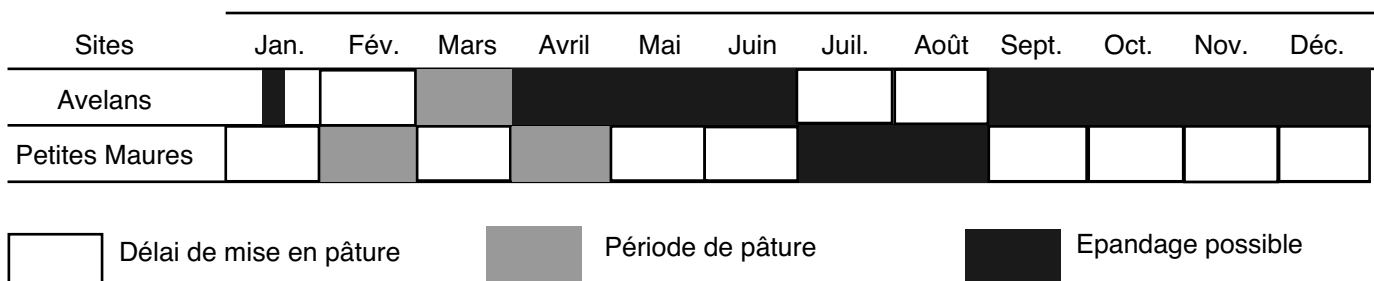 Sites Jan. Fév. Mars Avril Mai Juin Juil. Août Sept. Oct. Nov. Déc.
Avelans
Petites Maures
Délai de mise en pâture Période de pâture Epandage possible